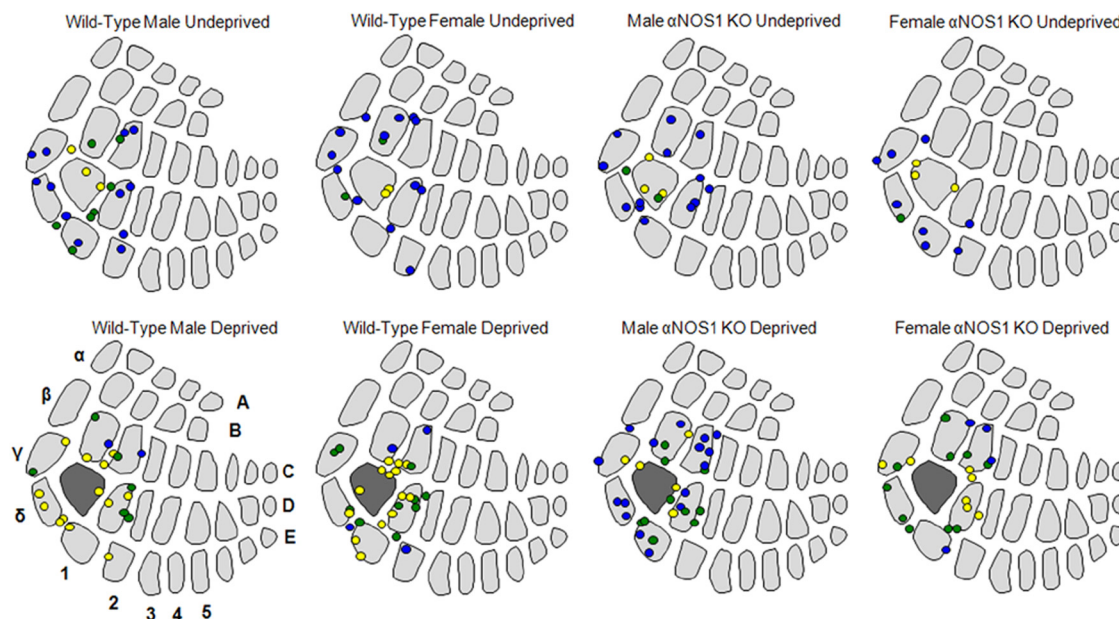 Wild-Type Male Undeprived
Wild-Type Female Undeprived
Male αNOS1 KO Undeprived
Female αNOS1 KO Undeprived
Wild-Type Male Deprived
Wild-Type Female Deprived
Male αNOS1 KO Deprived
Female αNOS1 KO Deprived
α
β
γ
δ
A
B
C
D
E
1
2
3
4
5